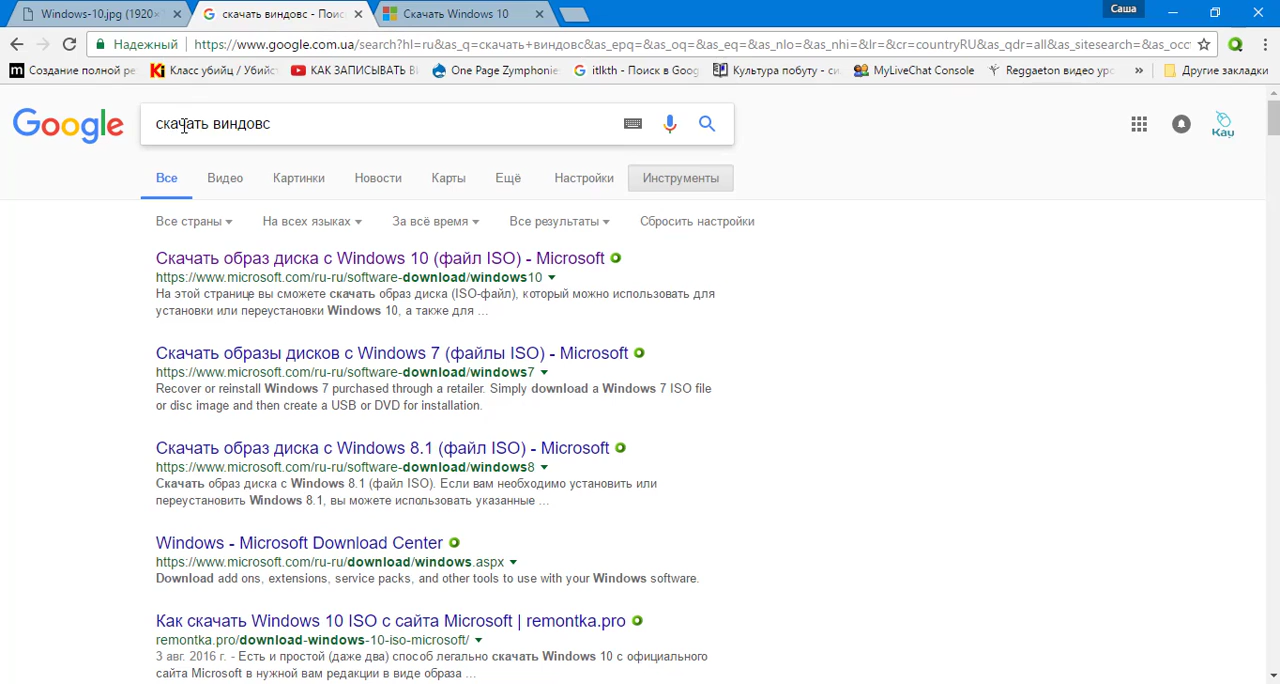 Windows-10.jpg (1920×
скачать виндовс - Поис
Скачать Windows 10
Саша
Надежный
https://www.google.com.ua/search?hl=ru&as_q=скачать+виндовс&as_epq=&as_oq=&as_eq=&as_nlo=&as_nhi=&lr=&cr=countryRU&as_qdr=all&as_sitesearch=&as_occ
Создание полной ре
Класс убийц / Убийст
КАК ЗАПИСЫВАТЬ В
One Page Zymphonie
itlkth - Поиск в Goog
Культура побуту - си
MyLiveChat Console
Reggaeton видео урс
»
Другие закладки
Google
скачать виндовс
Кац
Все
Видео
Картинки
Новости
Карты
Ещё
Настройки
Инструменты
Все страны
На всех языках
За всё время
Все результаты
Сбросить настройки
Скачать образ диска с Windows 10 (файл ISO) - Microsoft
https://www.microsoft.com/ru-ru/software-download/windows10
На этой странице вы сможете скачать образ диска (ISO-файл), который можно использовать для
установки или переустановки Windows 10, а также для ...
Скачать образы дисков с Windows 7 (файлы ISO) - Microsoft
https://www.microsoft.com/ru-ru/software-download/windows7
Recover or reinstall Windows 7 purchased through a retailer. Simply download a Windows 7 ISO file
or disc image and then create a USB or DVD for installation.
Скачать образ диска с Windows 8.1 (файл ISO) - Microsoft
https://www.microsoft.com/ru-ru/software-download/windows8
Скачать образ диска с Windows 8.1 (файл ISO). Если вам необходимо установить или
переустановить Windows 8.1, вы можете использовать указанные ...
Windows - Microsoft Download Center
https://www.microsoft.com/ru-ru/download/windows.aspx
Download add ons, extensions, service packs, and other tools to use with your Windows software.
Как скачать Windows 10 ISO с сайта Microsoft | remontka.pro
remontka.pro/download-windows-10-iso-microsoft/
3 авг. 2016 г. - Есть и простой (даже два) способ легально скачать Windows 10 с официального
сайта Microsoft в нужной вам редакции в виде образа ...